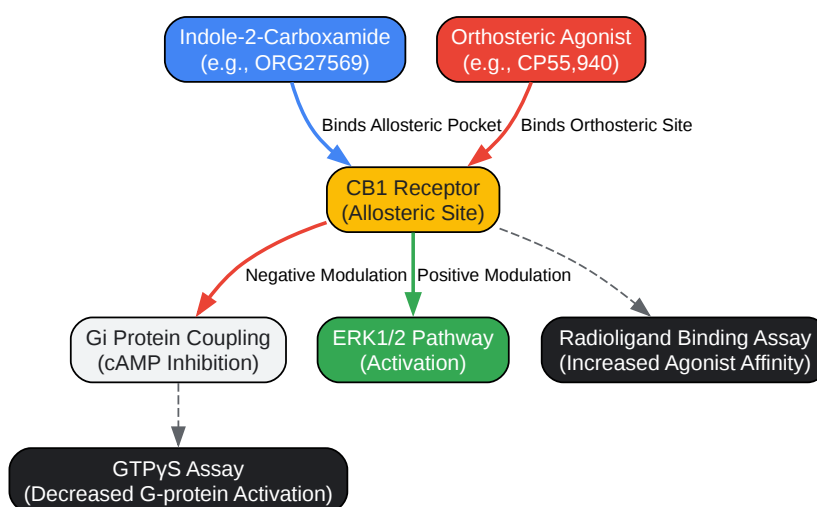 Indole-2-Carboxamide
(e.g., ORG27569)
Orthosteric Agonist
(e.g., CP55,940)
Binds Allosteric Pocket
Binds Orthosteric Site
CB1 Receptor
(Allosteric Site)
Negative Modulation
Positive Modulation
Gi Protein Coupling
(cAMP Inhibition)
ERK1/2 Pathway
(Activation)
Radioligand Binding Assay
(Increased Agonist Affinity)
GTPγS Assay
(Decreased G-protein Activation)